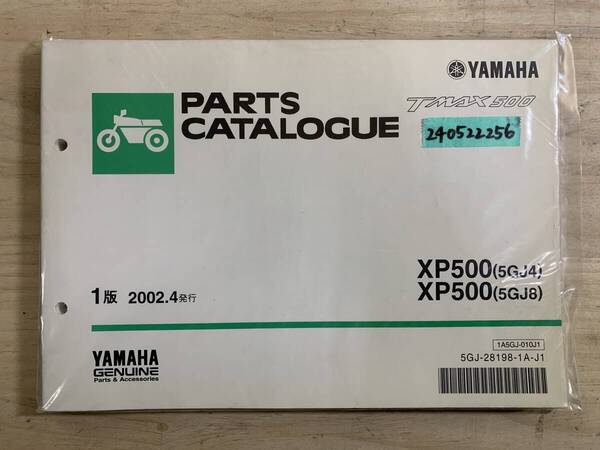 YAMAHA
PARTS
CATALOGUE
TMAX500
240522256
XP500(5GJ4)
XP500(5GJ8)
1版 2002.4発行
1A5GJ-010J1
5GJ-28198-1A-J1
YAMAHA
GENUINE
Parts & Accessories